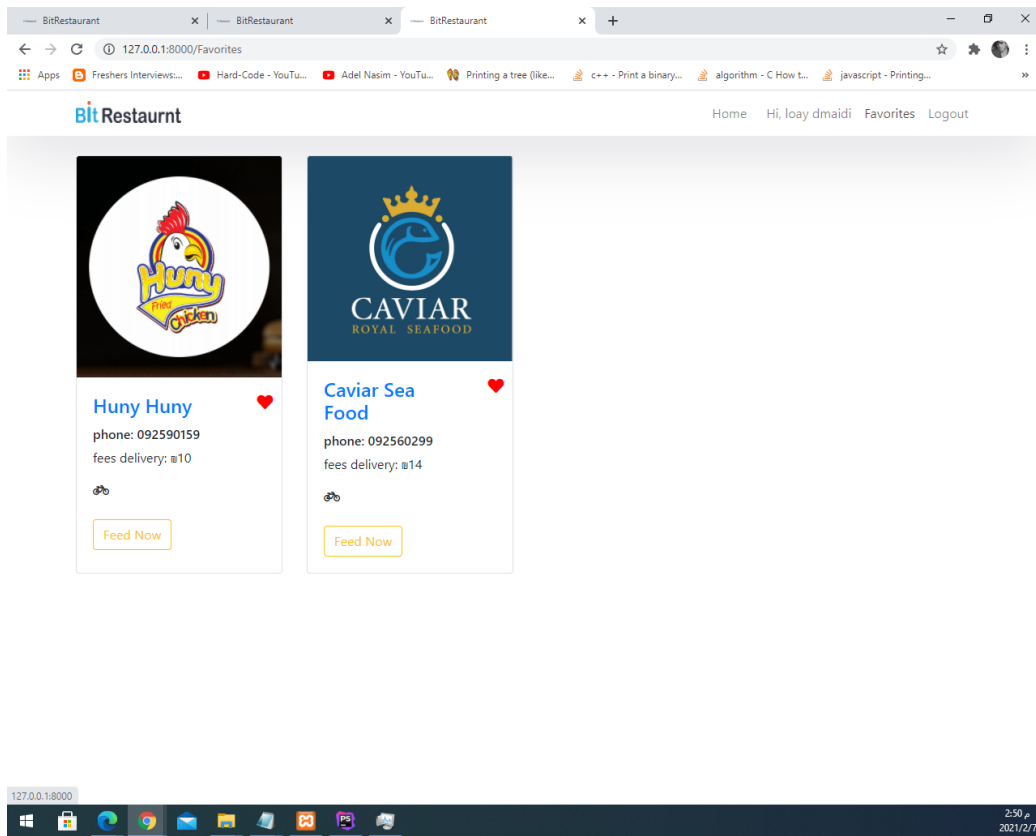 BitRestaurant
BitRestaurant
BitRestaurant
127.0.0.1:8000/Favorites
Apps
Freshers Interviews:...
Hard-Code - YouTu...
Adel Nasim - YouTu...
Printing a tree (like...
c++ - Print a binary...
algorithm - C How t...
javascript - Printing...
»
Bit Restaurnt
Home Hi, loay dmaidi Favorites Logout
Huny
Fried
Chicken
Huny Huny
phone: 092590159
fees delivery: ₪10
Feed Now
CAVIAR
ROYAL SEAFOOD
Caviar Sea
Food
phone: 092560299
fees delivery: ₪14
Feed Now
127.0.0.1:8000
PS
2:50
2021/2/7